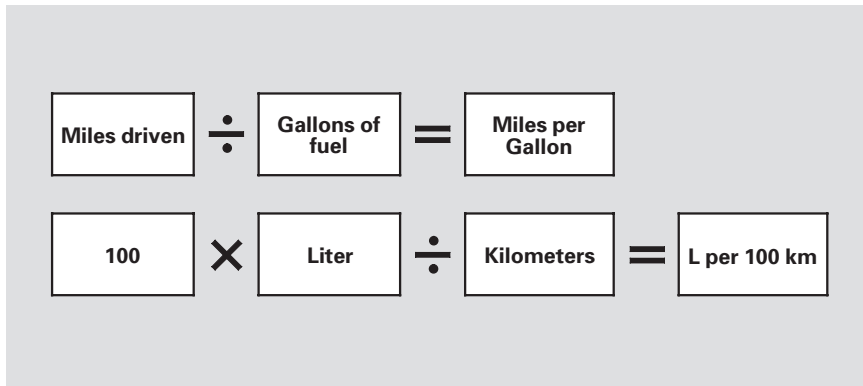 Miles driven ÷ Gallons of fuel = Miles per Gallon
100 × Liter ÷ Kilometers = L per 100 km